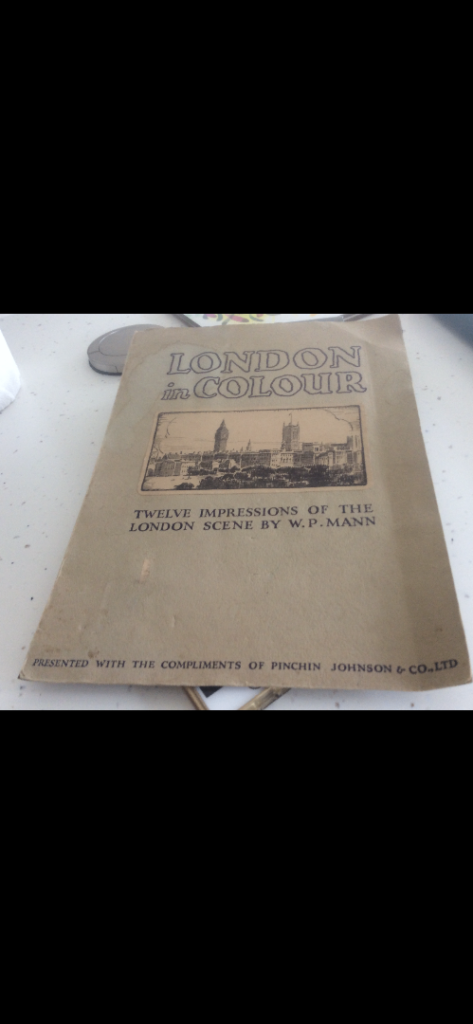 LONDON
in COLOUR
TWELVE IMPRESSIONS OF THE
LONDON SCENE BY W. P. MANN
PRESENTED WITH THE COMPLIMENTS OF PINCHIN JOHNSON & CO., LTD